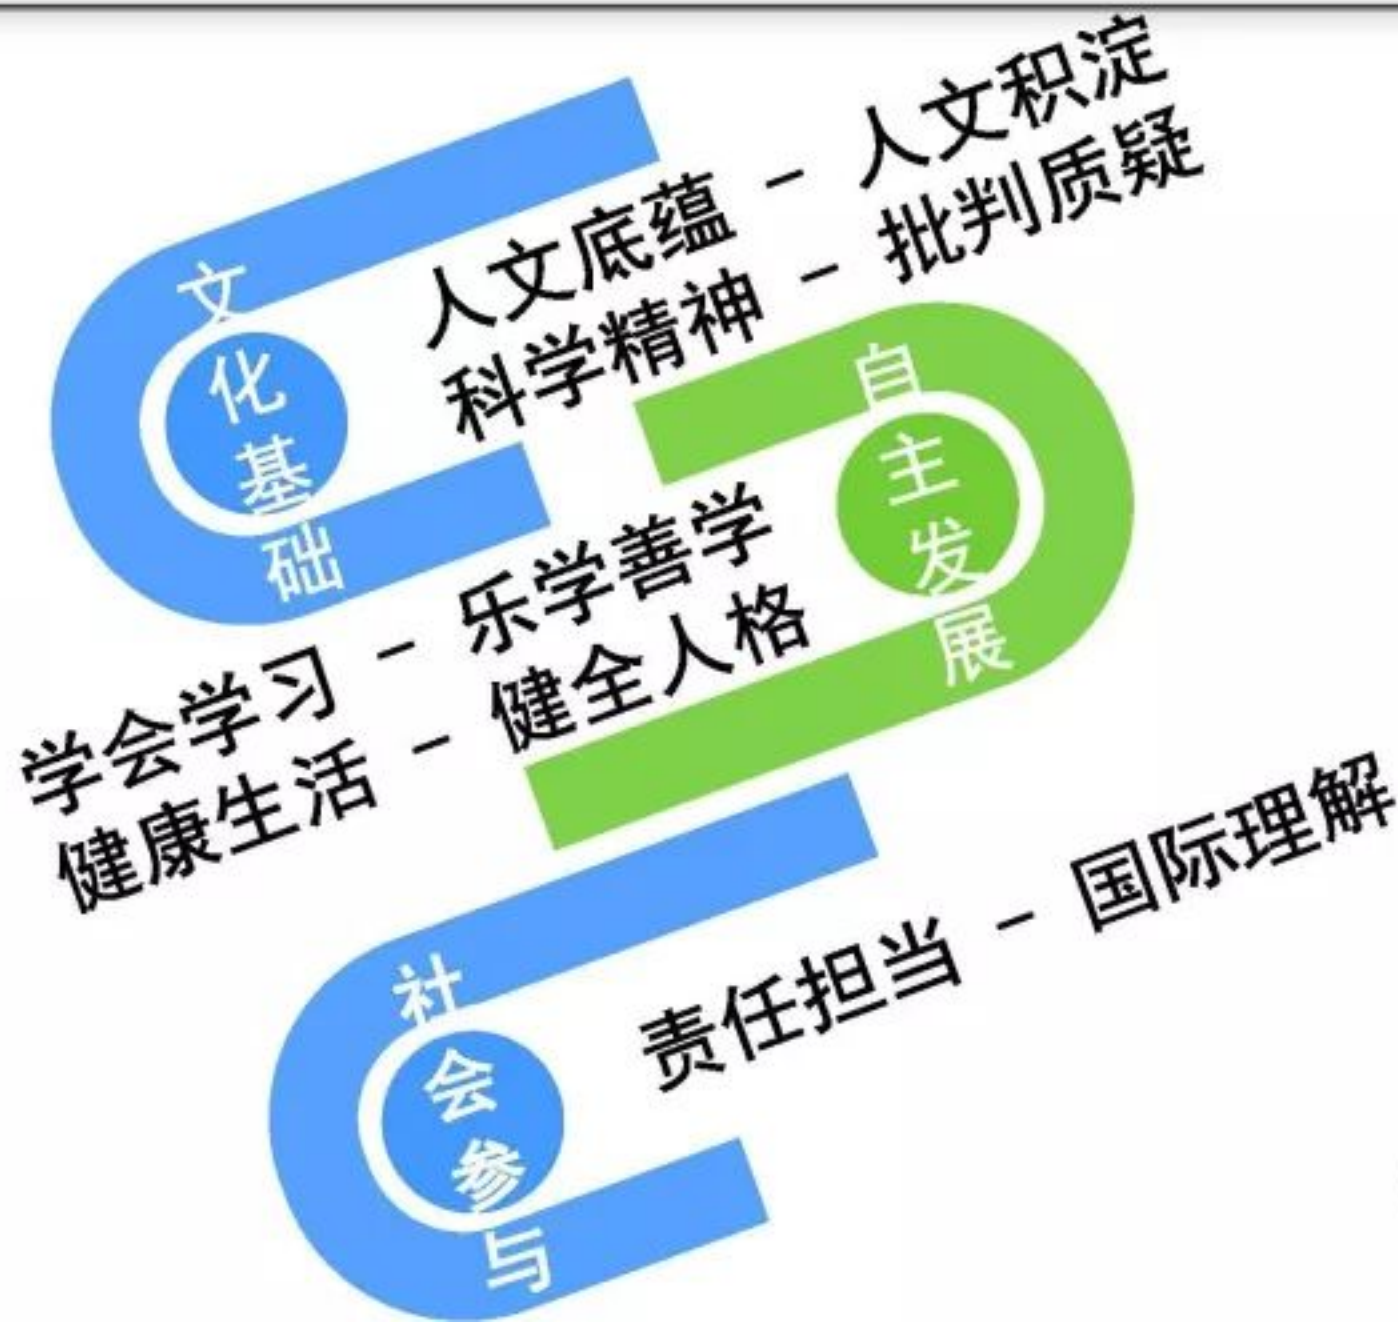 文化基础
人文底蕴 - 人文积淀
科学精神 - 批判质疑
自主发展
学会学习 - 乐学善学
健康生活 - 健全人格
社会参与
责任担当 - 国际理解